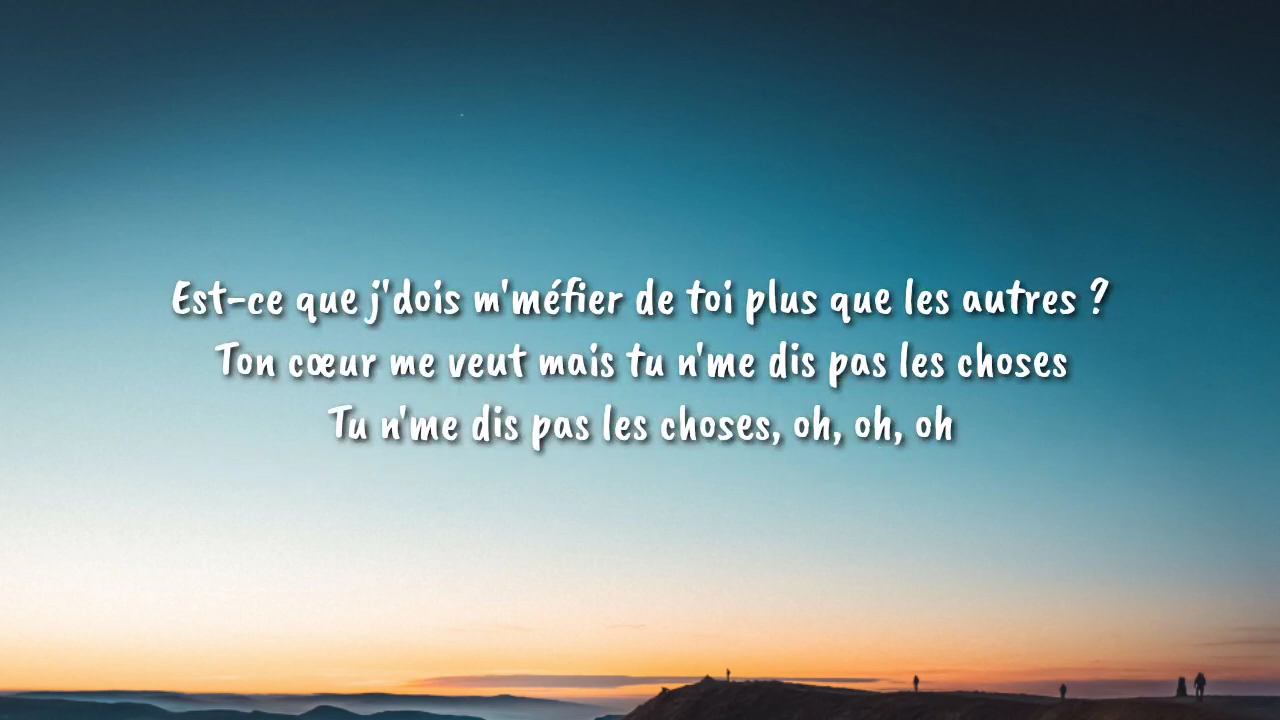 Est-ce que j'dois m'méfier de toi plus que les autres ?
Ton cœur me veut mais tu n'me dis pas les choses
Tu n'me dis pas les choses, oh, oh, oh